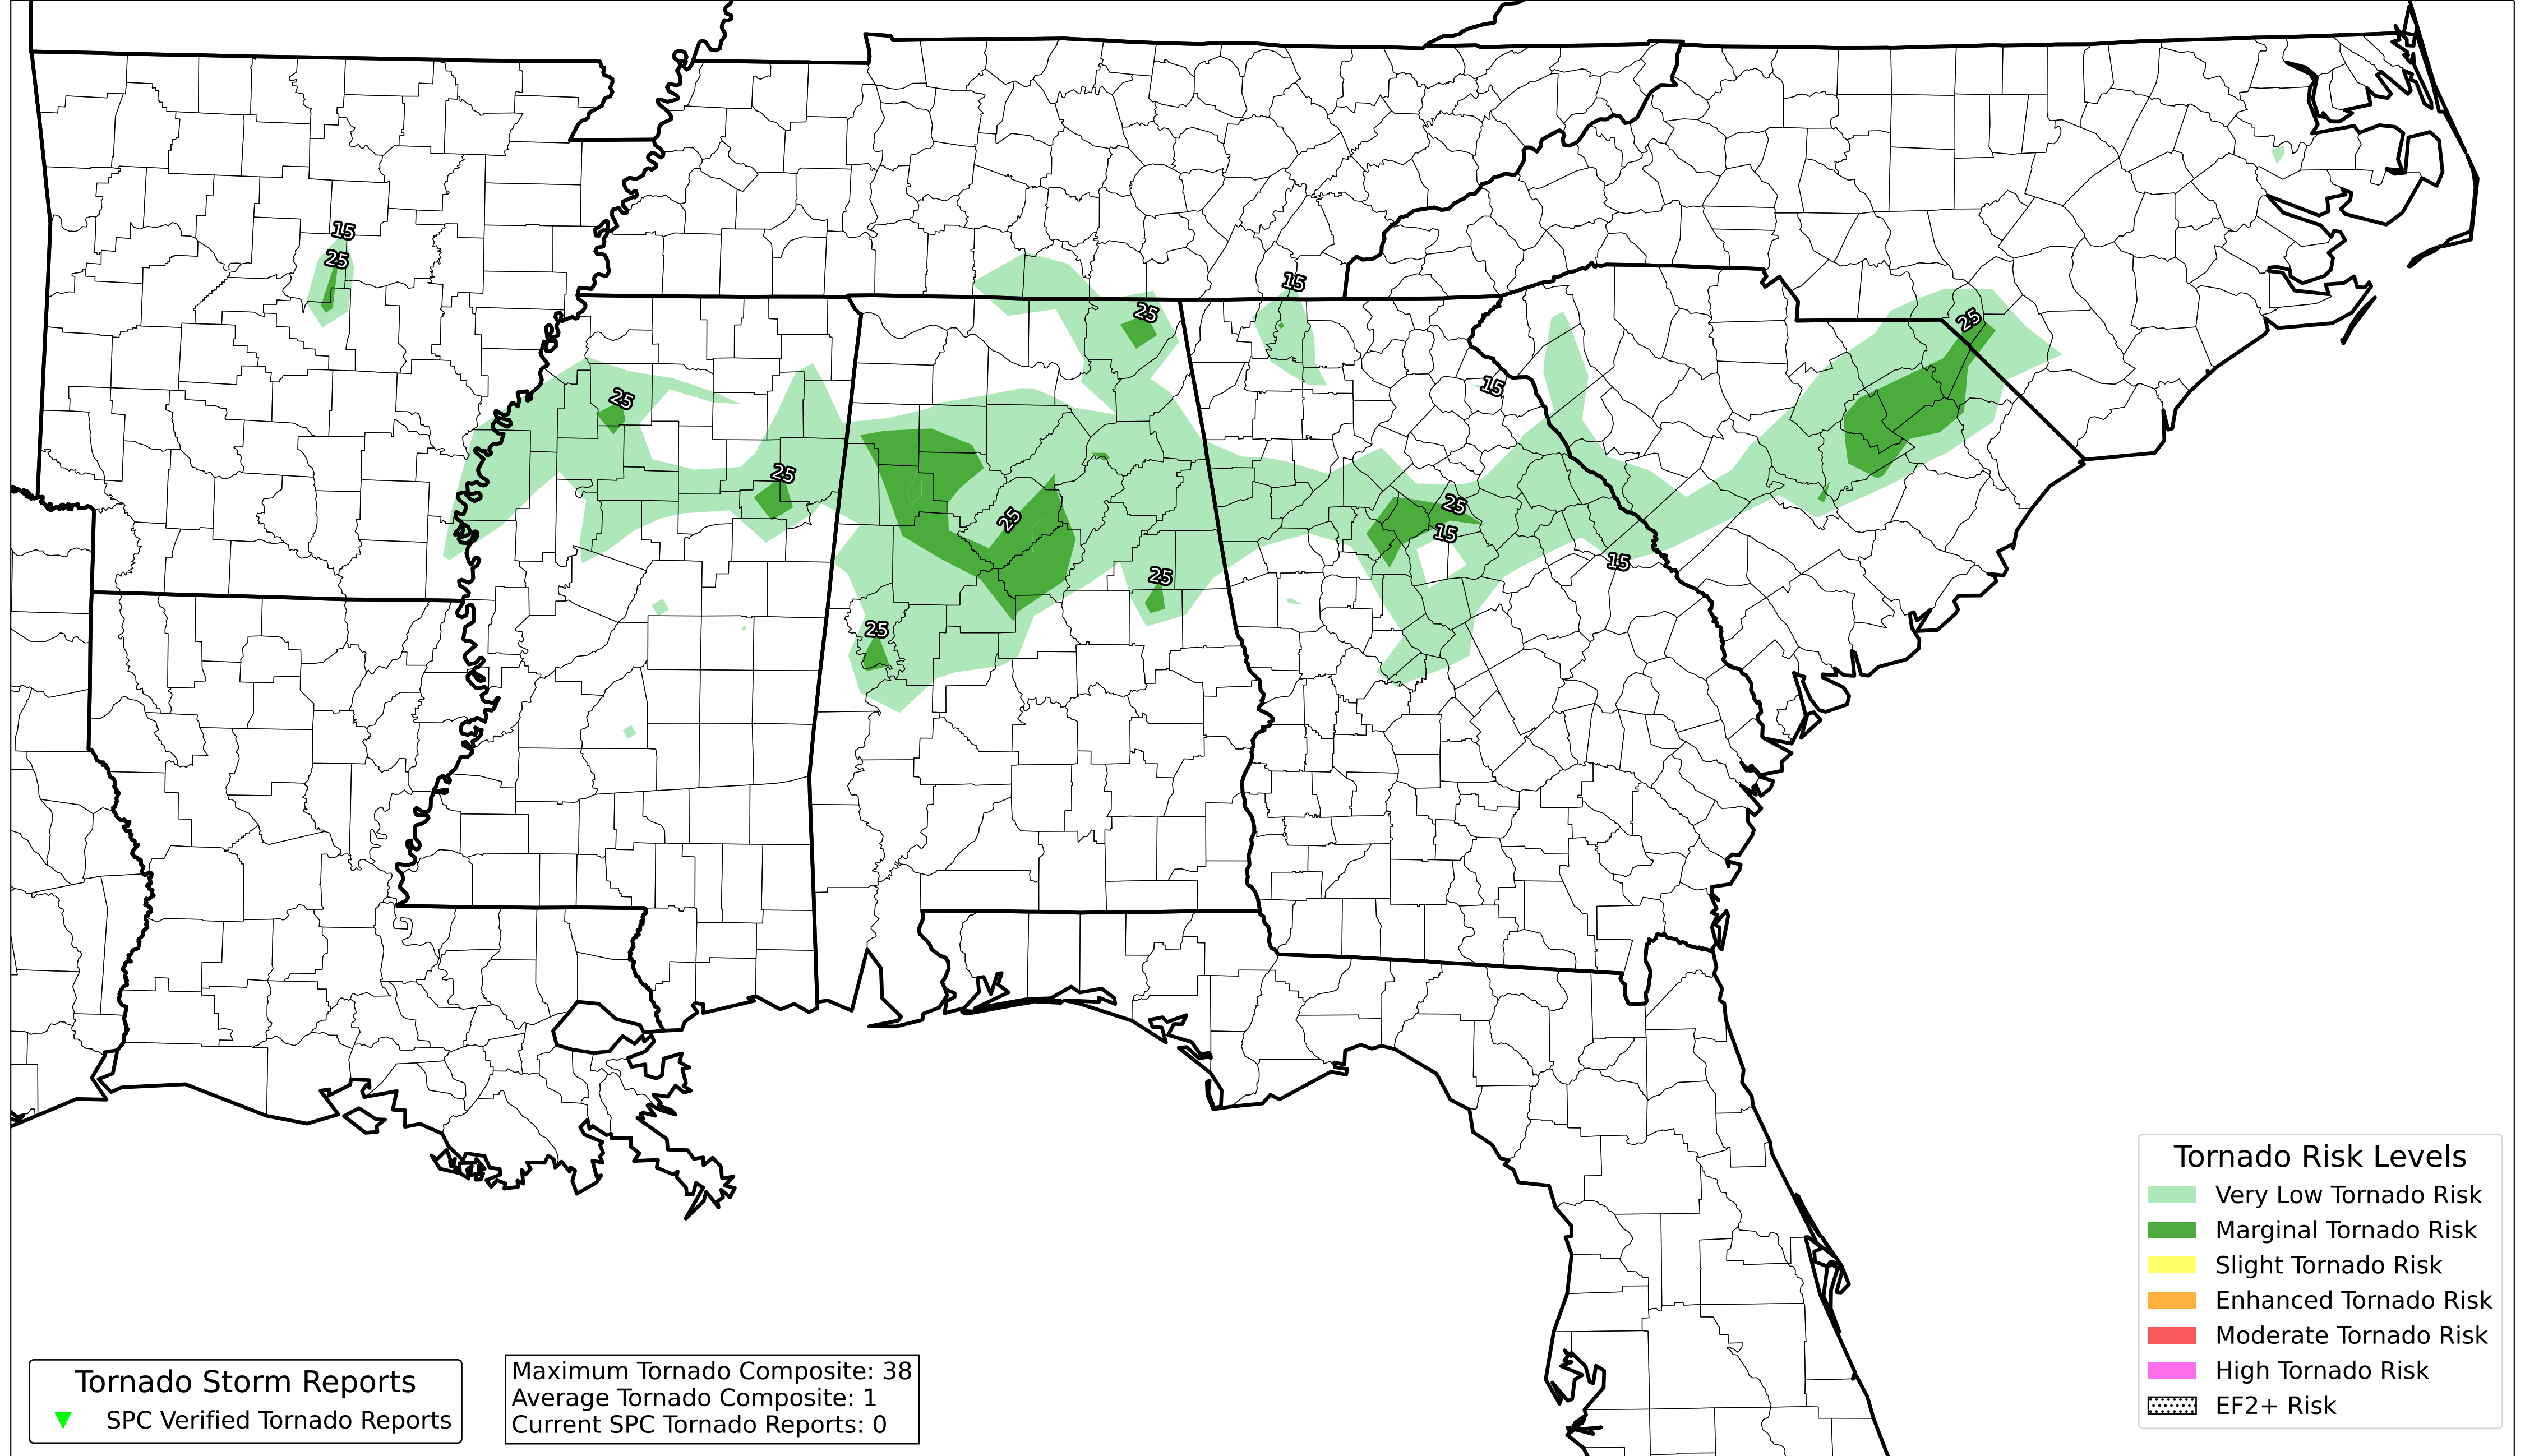 15
25
15
25
25
25
15
25
25
25
15
25
15
25
Tornado Risk Levels
Very Low Tornado Risk
Marginal Tornado Risk
Slight Tornado Risk
Enhanced Tornado Risk
Moderate Tornado Risk
High Tornado Risk
EF2+ Risk
Tornado Storm Reports
SPC Verified Tornado Reports
Maximum Tornado Composite: 38
Average Tornado Composite: 1
Current SPC Tornado Reports: 0